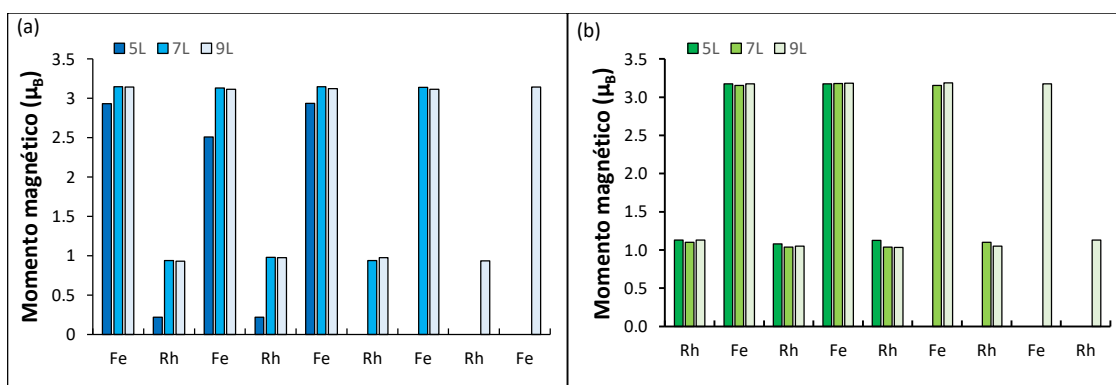 (a)
5L 7L 9L
Momento magnético (µB)
3.5
3
2.5
2
1.5
1
0.5
0
Fe Rh Fe Rh Fe Rh Fe Rh Fe
(b)
5L 7L 9L
Momento magnético (µB)
3.5
3.0
2.5
2.0
1.5
1.0
0.5
0.0
Rh Fe Rh Fe Rh Fe Rh Fe Rh